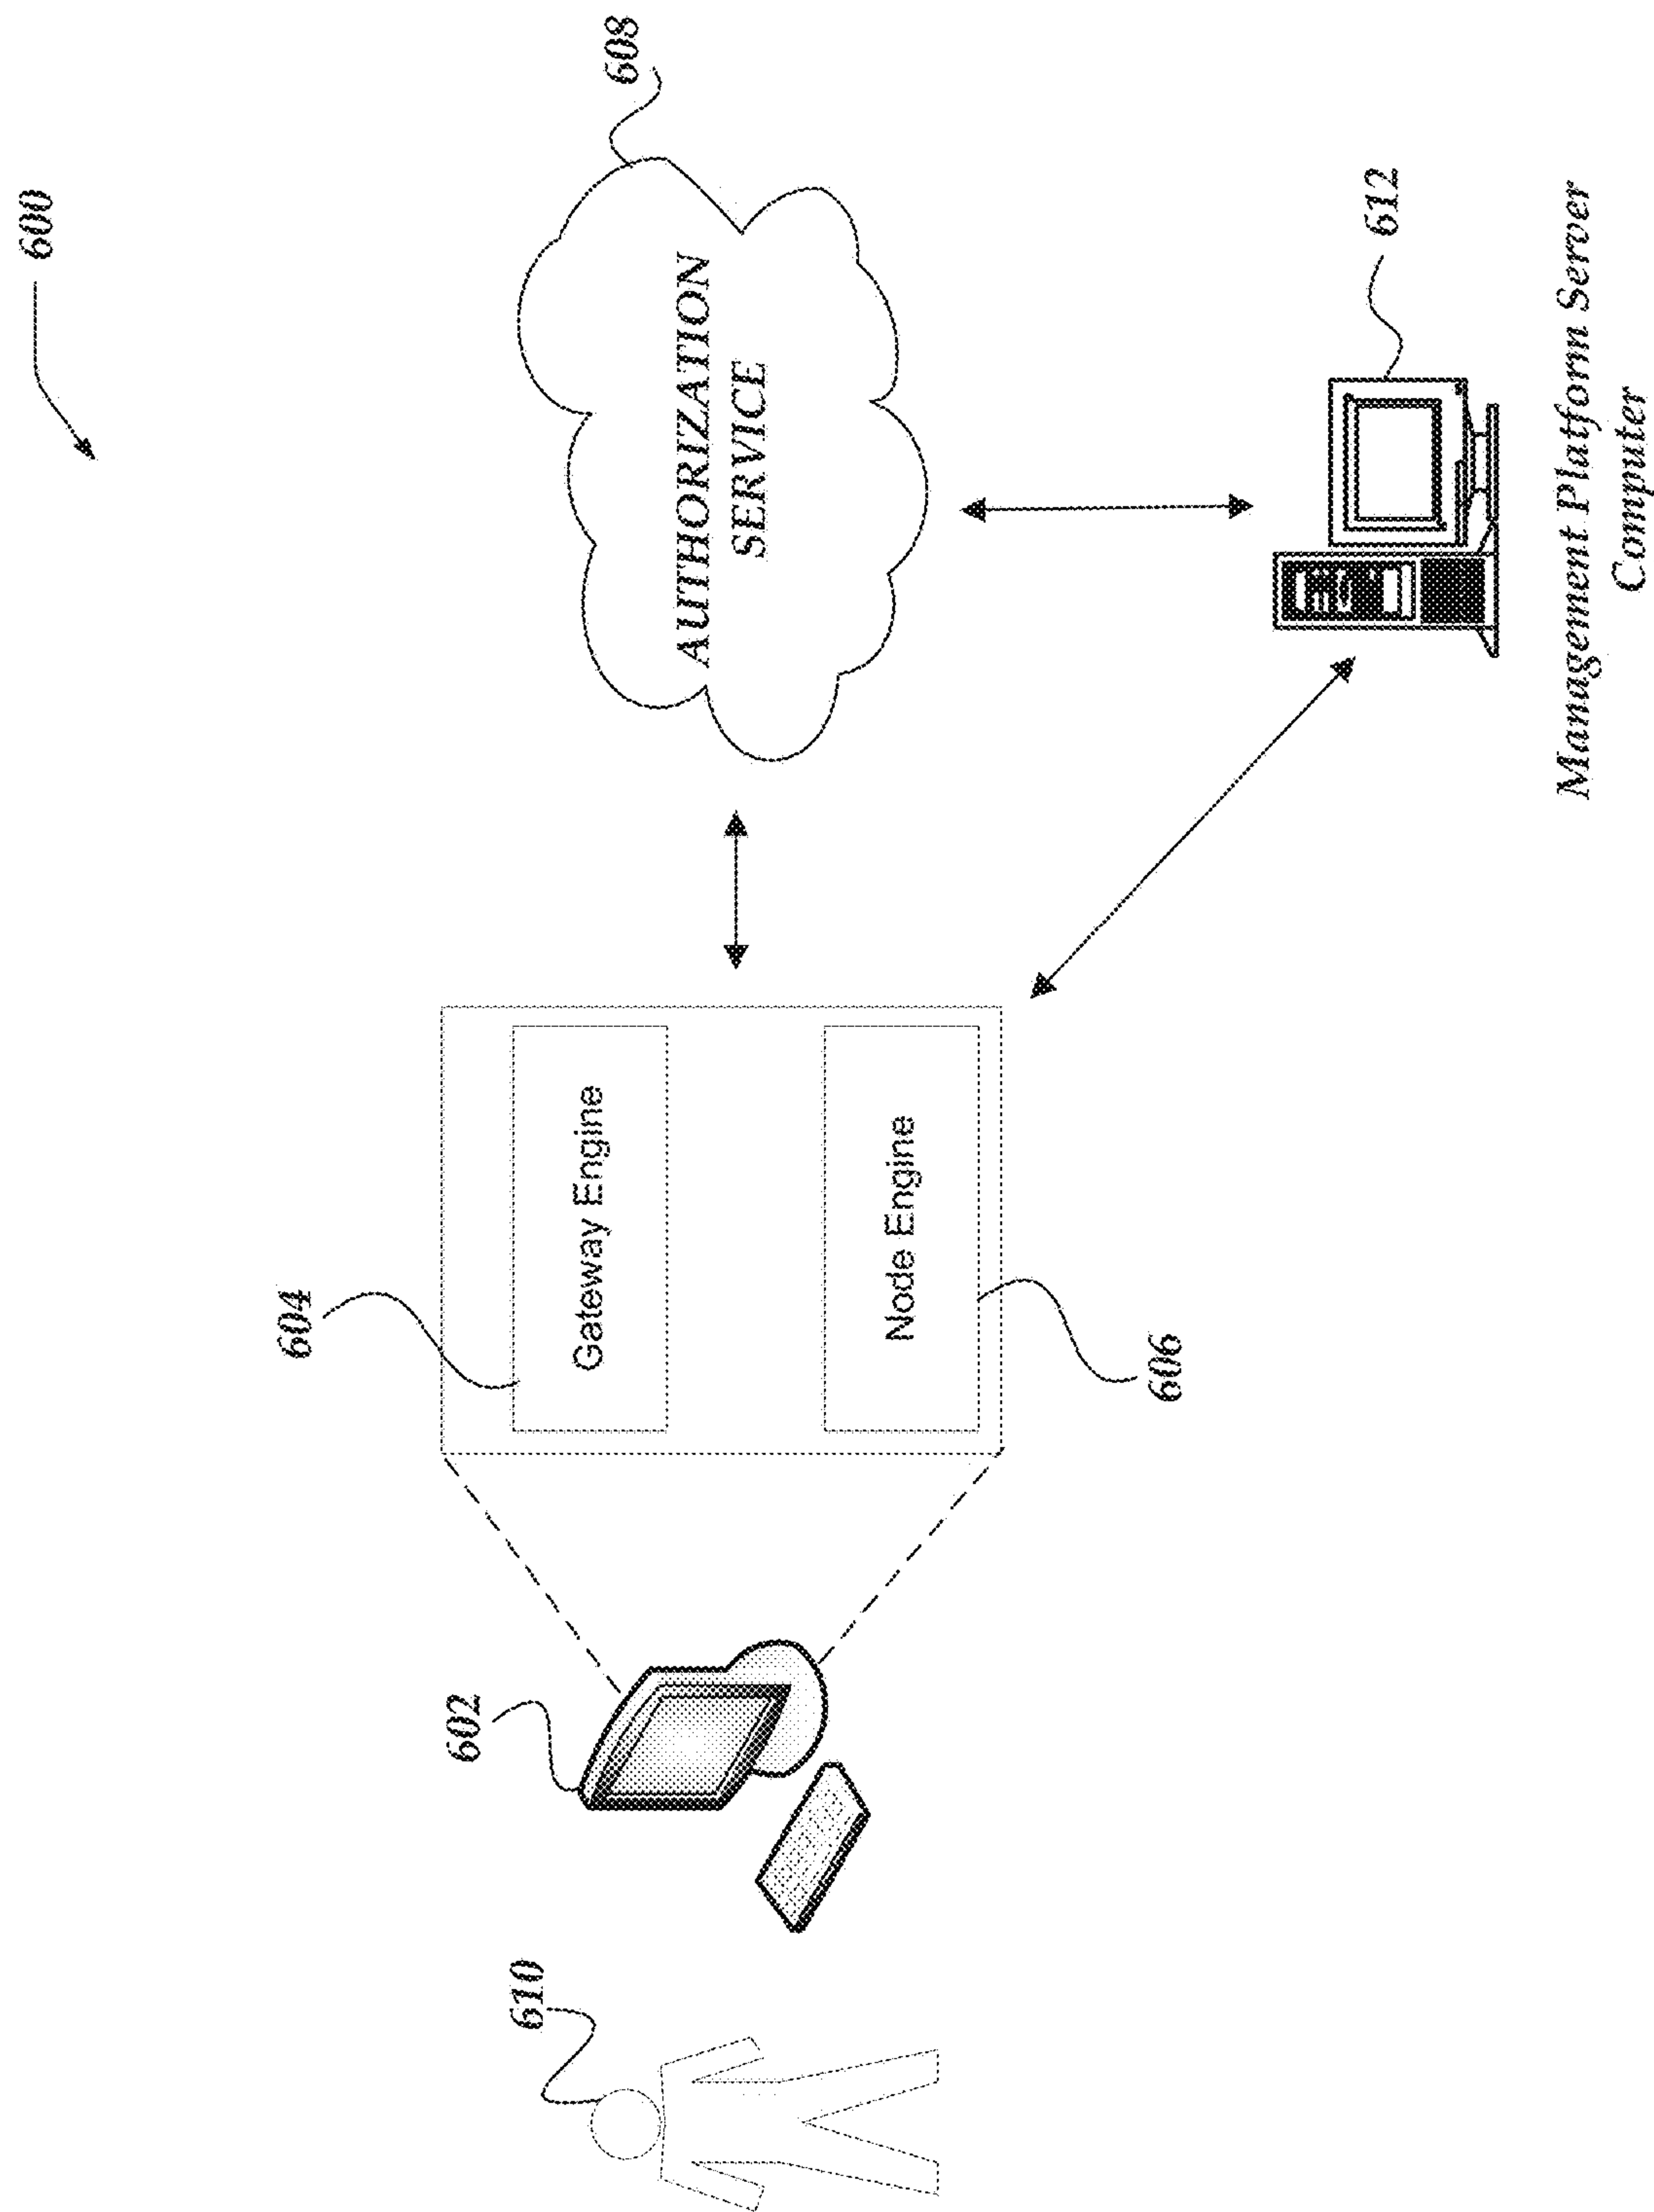 600
608
AUTHORIZATION
SERVICE
604
Gateway Engine
602
610
Node Engine
606
612
Management Platform Server
Computer